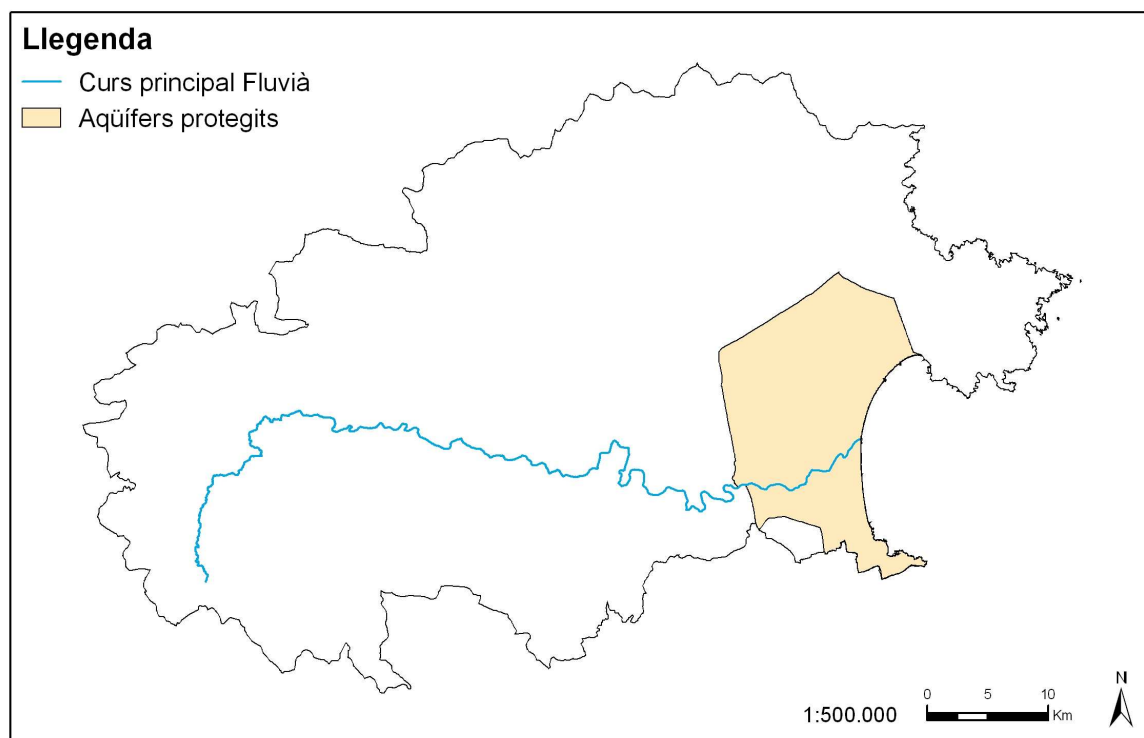 Llegenda
Curs principal Fluvià
Aqüífers protegits
N
1:500.000
0 5 10
Km